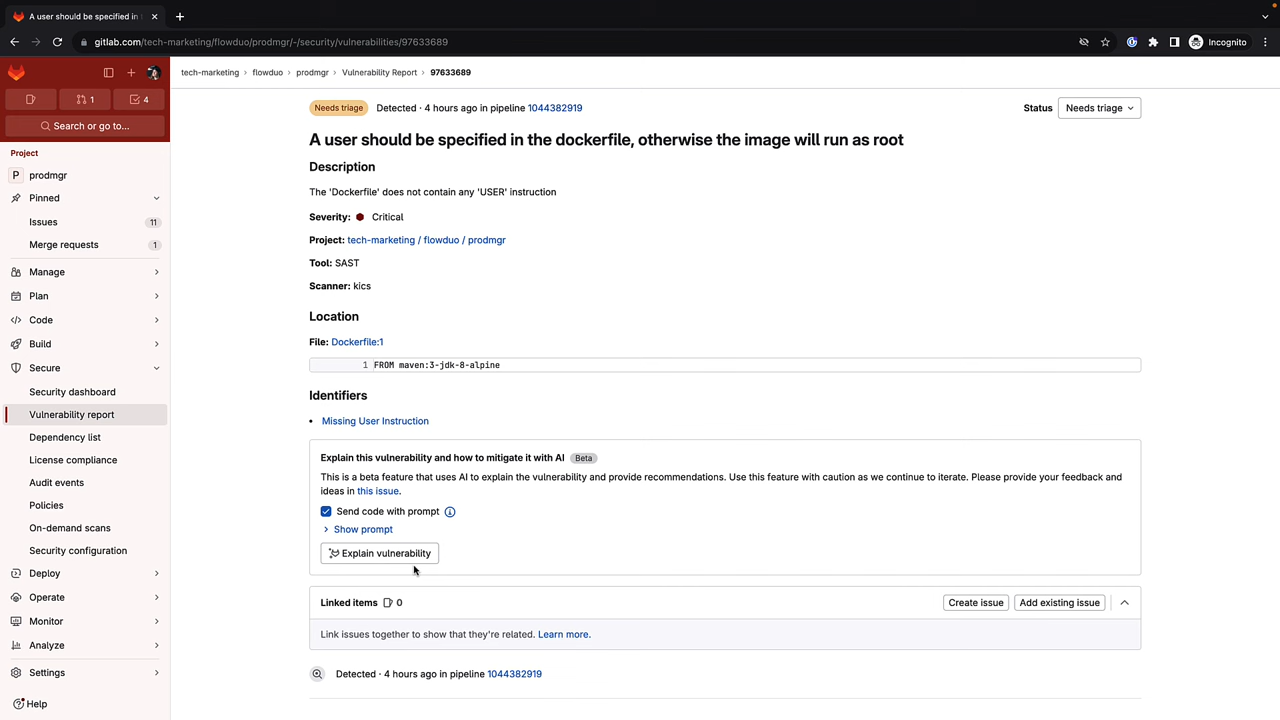 A user should be specified in t
gitlab.com/tech-marketing/flowduo/prodmgr/-/security/vulnerabilities/97633689
Incognito
1
4
Search or go to...
Project
P prodmgr
Pinned
Issues 11
Merge requests 1
Manage
Plan
Code
Build
Secure
Security dashboard
Vulnerability report
Dependency list
License compliance
Audit events
Policies
On-demand scans
Security configuration
Deploy
Operate
Monitor
Analyze
Settings
Help
tech-marketing › flowduo › prodmgr › Vulnerability Report › 97633689
Needs triage Detected · 4 hours ago in pipeline 1044382919 Status Needs triage
A user should be specified in the dockerfile, otherwise the image will run as root
Description
The 'Dockerfile' does not contain any 'USER' instruction
Severity: Critical
Project: tech-marketing / flowduo / prodmgr
Tool: SAST
Scanner: kics
Location
File: Dockerfile:1
1 FROM maven:3-jdk-8-alpine
Identifiers
• Missing User Instruction
Explain this vulnerability and how to mitigate it with AI Beta
This is a beta feature that uses AI to explain the vulnerability and provide recommendations. Use this feature with caution as we continue to iterate. Please provide your feedback and
ideas in this issue.
Send code with prompt
Show prompt
Explain vulnerability
Linked items 0 Create issue Add existing issue
Link issues together to show that they're related. Learn more.
Detected · 4 hours ago in pipeline 1044382919